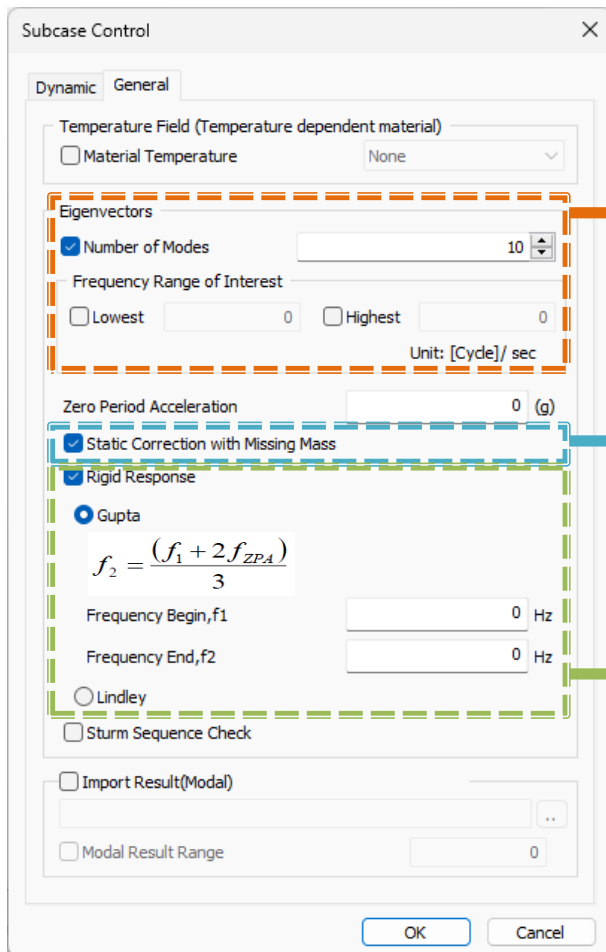 Subcase Control
Dynamic General
Temperature Field (Temperature dependent material)
Material Temperature None
Eigenvectors
Number of Modes 10
Frequency Range of Interest
Lowest 0 Highest 0
Unit: [Cycle]/ sec
Zero Period Acceleration 0 (g)
Static Correction with Missing Mass
Rigid Response
Gupta
f₂ = (f₁ + 2 f_ZPA) / 3
Frequency Begin,f1 0 Hz
Frequency End,f2 0 Hz
Lindley
Sturm Sequence Check
Import Result(Modal)
..
Modal Result Range 0
OK Cancel